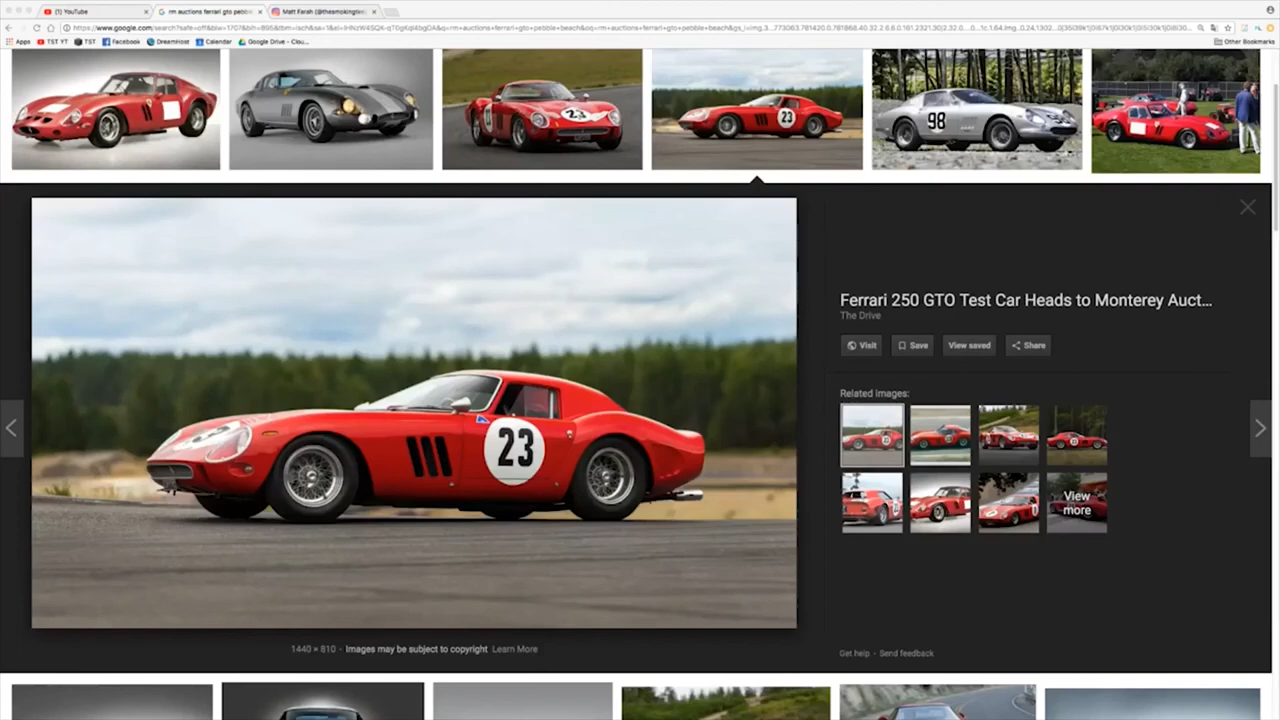 YouTube
rm auctions ferrari gto pebble
Matt Farah (@thesmokingtire
Apps
TST YT
TST
Facebook
DreamHost
Calendar
Google Drive - Clou...
Other Bookmarks
23
23
98
23
Ferrari 250 GTO Test Car Heads to Monterey Auct...
The Drive
Visit
Save
View saved
Share
Related images:
View
more
1440 × 810 - Images may be subject to copyright Learn More
Get help - Send feedback